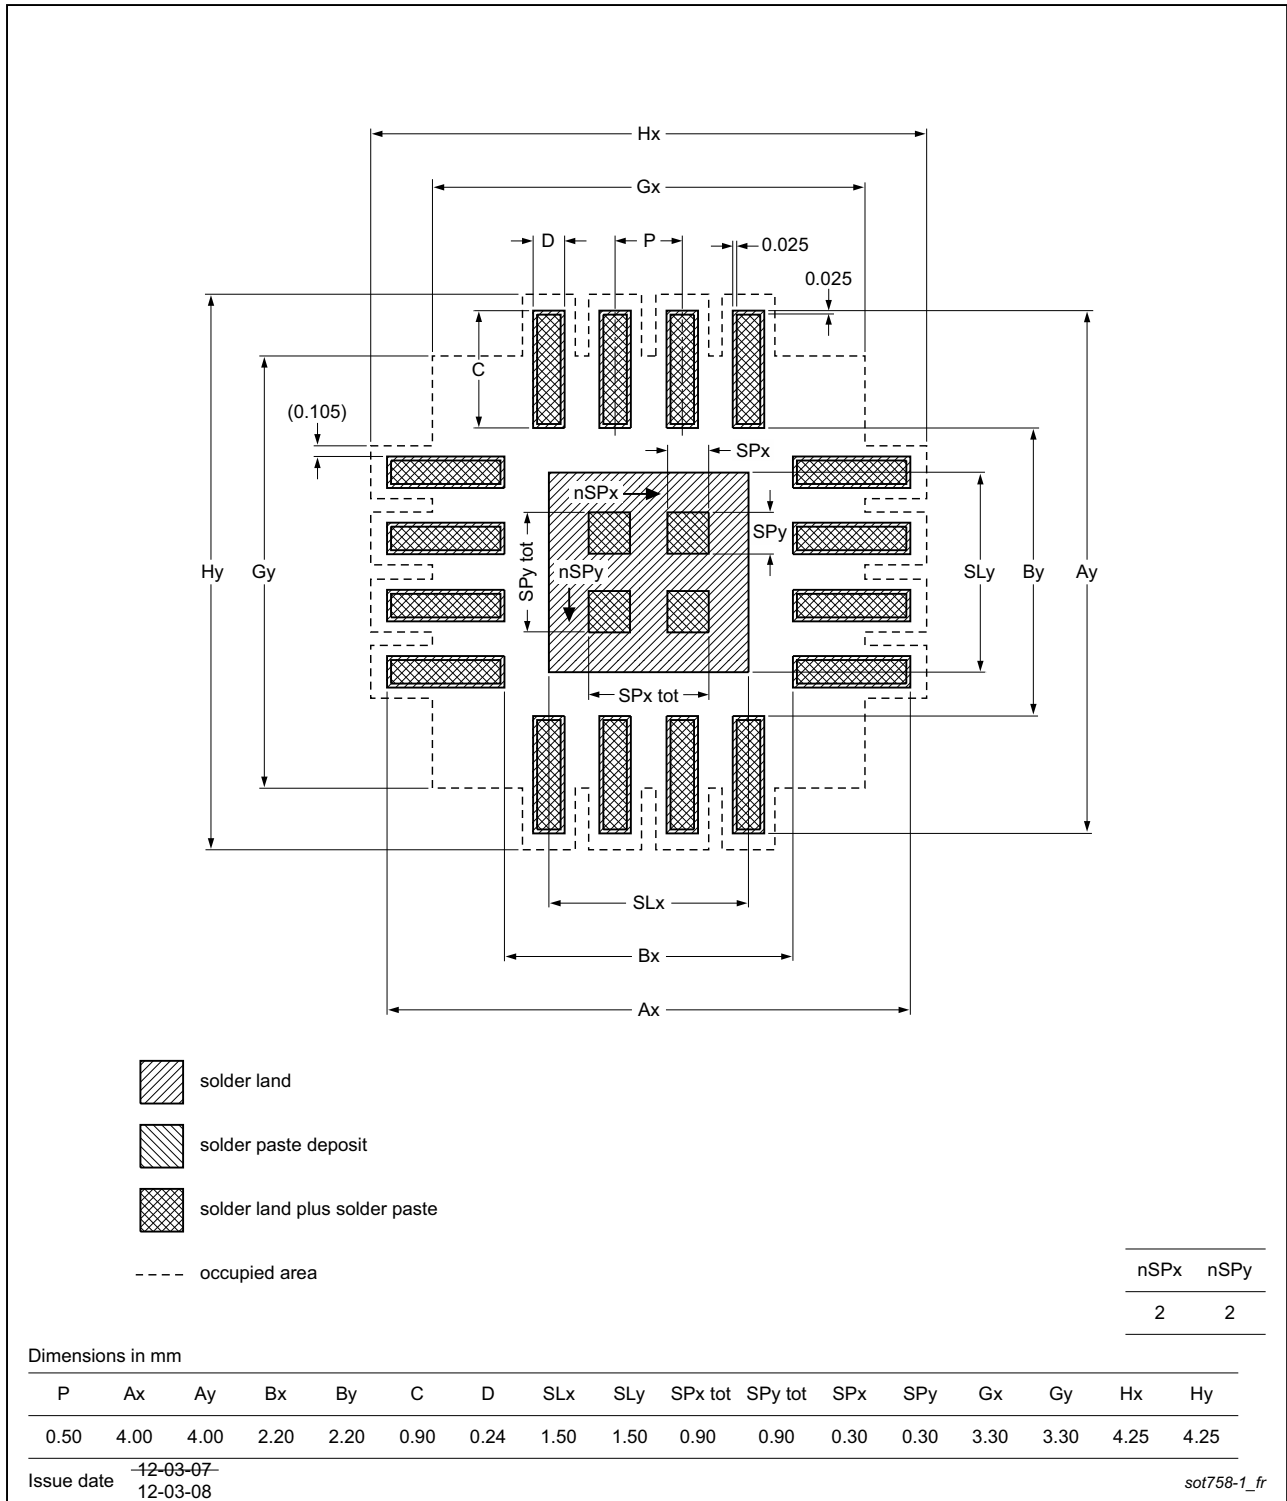 Hx
Gx
D
P
0.025
0.025
C
(0.105)
SPx
nSPx
SPy
SPy tot
nSPy
Hy
Gy
SLy
By
Ay
SPx tot
SLx
Bx
Ax
solder land
solder paste deposit
solder land plus solder paste
occupied area
nSPx nSPy
2 2
Dimensions in mm
P Ax Ay Bx By C D SLx SLy SPx tot SPy tot SPx SPy Gx Gy Hx Hy
0.50 4.00 4.00 2.20 2.20 0.90 0.24 1.50 1.50 0.90 0.90 0.30 0.30 3.30 3.30 4.25 4.25
Issue date 12-03-07
12-03-08
sot758-1_fr